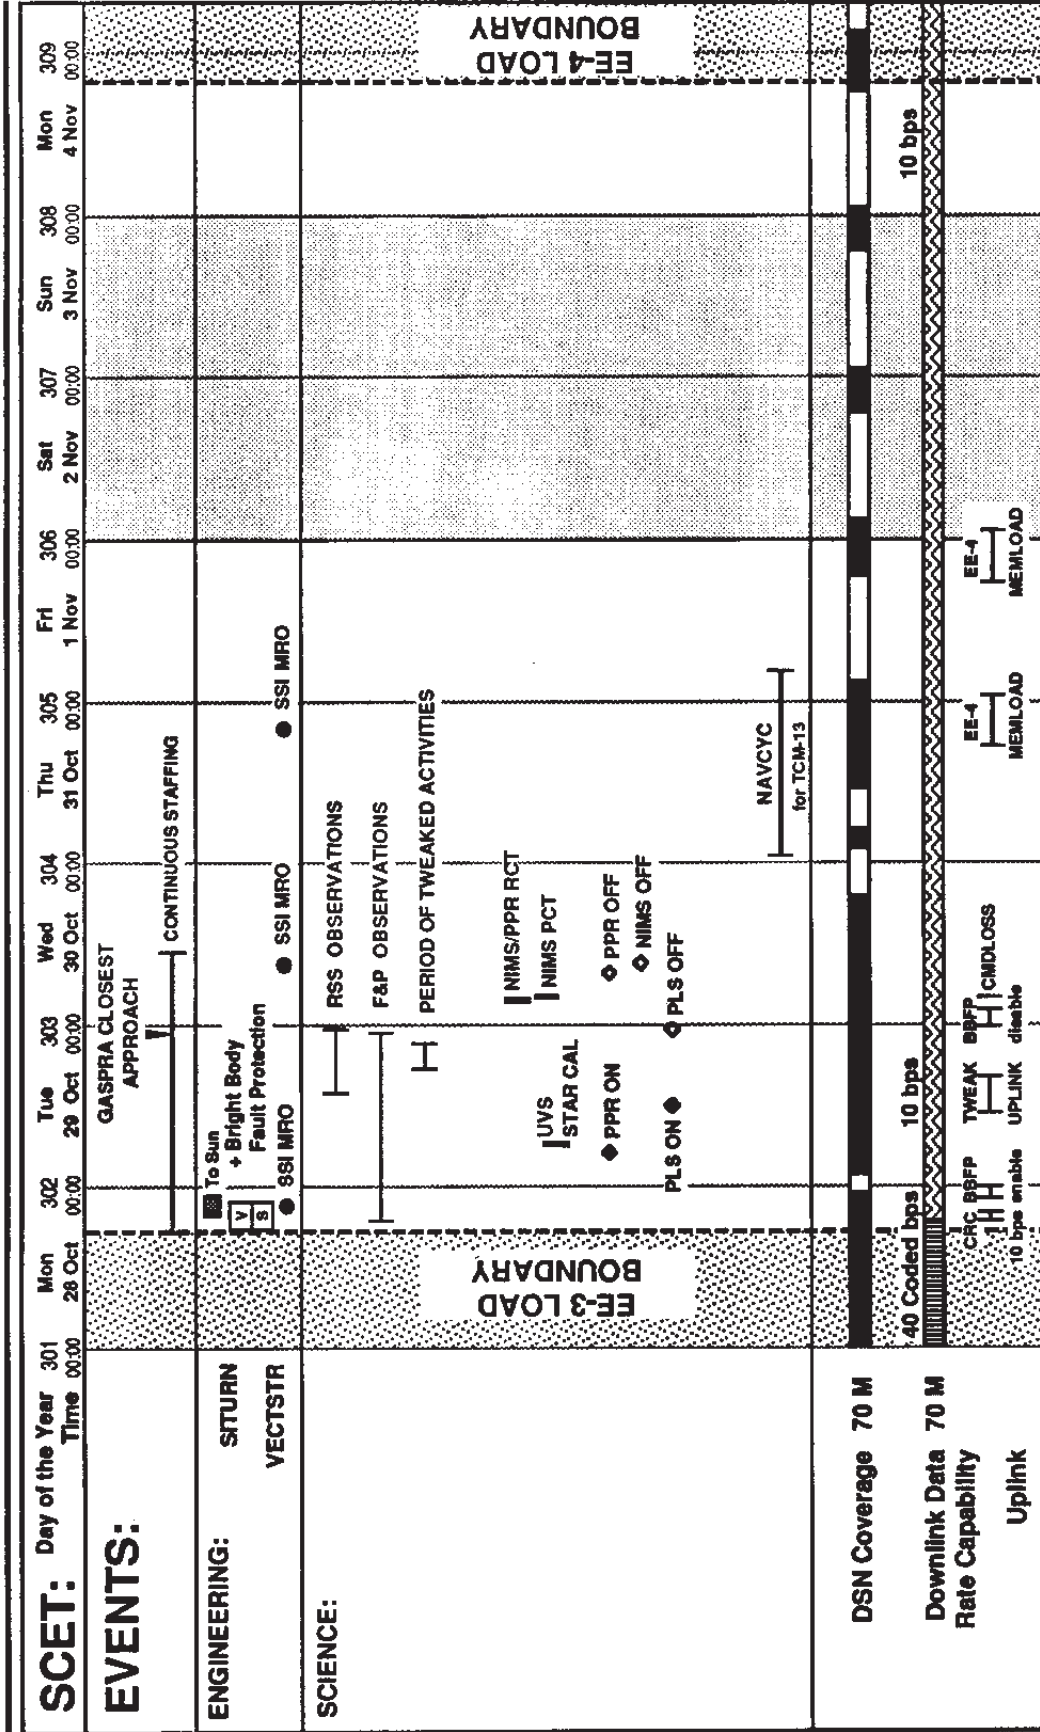 SCET: Day of the Year 301 302 303 304 305 306 307 308 309
Mon Tue Wed Thu Fri Sat Sun Mon
Time 00:00 28 Oct 00:00 29 Oct 00:00 30 Oct 00:00 31 Oct 00:00 1 Nov 00:00 2 Nov 00:00 3 Nov 00:00 4 Nov 00:00
EVENTS:
GASPRA CLOSEST
APPROACH
CONTINUOUS STAFFING
ENGINEERING:
SITURN
To Sun
+ Bright Body
Fault Protection
VECTSTR
V
S
SSI MRO
SSI MRO
SSI MRO
SCIENCE:
RSS OBSERVATIONS
F&P OBSERVATIONS
PERIOD OF TWEAKED ACTIVITIES
EE-3 LOAD
BOUNDARY
EE-4 LOAD
BOUNDARY
NIMS/PPR RCT
NIMS PCT
UVS
STAR CAL
PPR ON
PPR OFF
NIMS OFF
PLS ON
PLS OFF
NAVCYC
for TCM-13
DSN Coverage 70 M
40 Coded bps 10 bps 10 bps
Downlink Data 70 M
Rate Capability
Uplink
CRC BBFP TWEAK BBFP CMDLOSS EE-4 EE-4
10 bps enable UPLINK disable MEMLOAD MEMLOAD